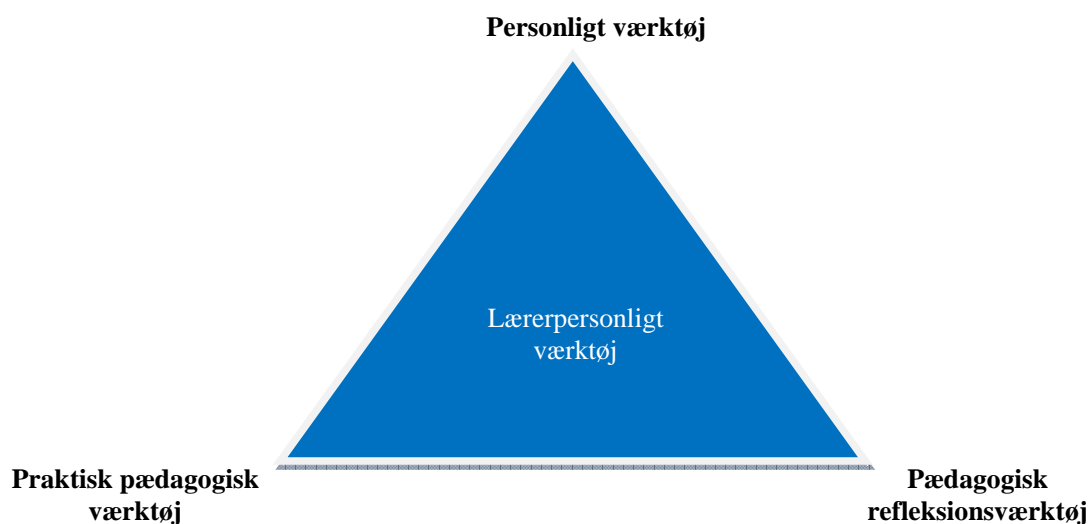 Personligt værktøj
Lærerpersonligt
værktøj
Praktisk pædagogisk
værktøj
Pædagogisk
refleksionsværktøj